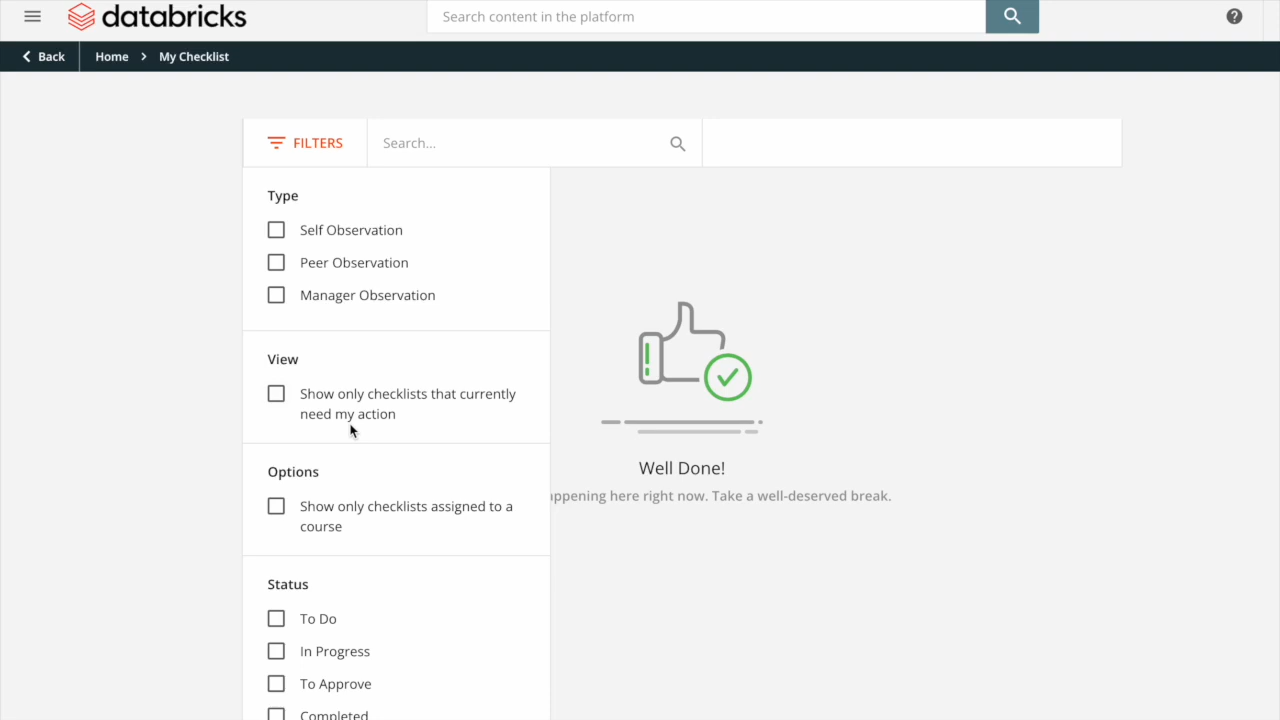 databricks
Search content in the platform
Back
Home
My Checklist
FILTERS
Search...
Type
Self Observation
Peer Observation
Manager Observation
View
Show only checklists that currently
need my action
Options
Show only checklists assigned to a
course
Status
To Do
In Progress
To Approve
Completed
Well Done!
here right now. Take a well-deserved break.